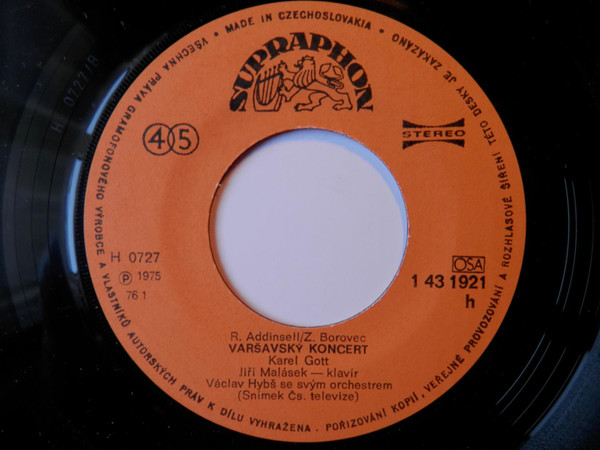 MADE IN CZECHOSLOVAKIA • VŠECHNA PRÁVA GRAMOFONOVÉHO VÝROBCE A VLASTNÍKŮ AUTORSKÝCH PRÁV K DÍLU VYHRAŽENA - POŘIZOVÁNÍ KOPIÍ, VEŘEJNÉ PROVOZOVÁNÍ A ROZHLASOVÉ ŠÍŘENÍ TÉTO DESKY JE ZAKÁZÁNO •
SUPRAPHON
45
STEREO
H 0727/R
H 0727
Ⓟ 1975
76 1
OSA
1 43 1921
h
R. Addinsell/Z. Borovec
VARŠAVSKÝ KONCERT
Karel Gott
Jiří Malásek — klavír
Václav Hybš se svým orchestrem
(Snímek Čs. televize)